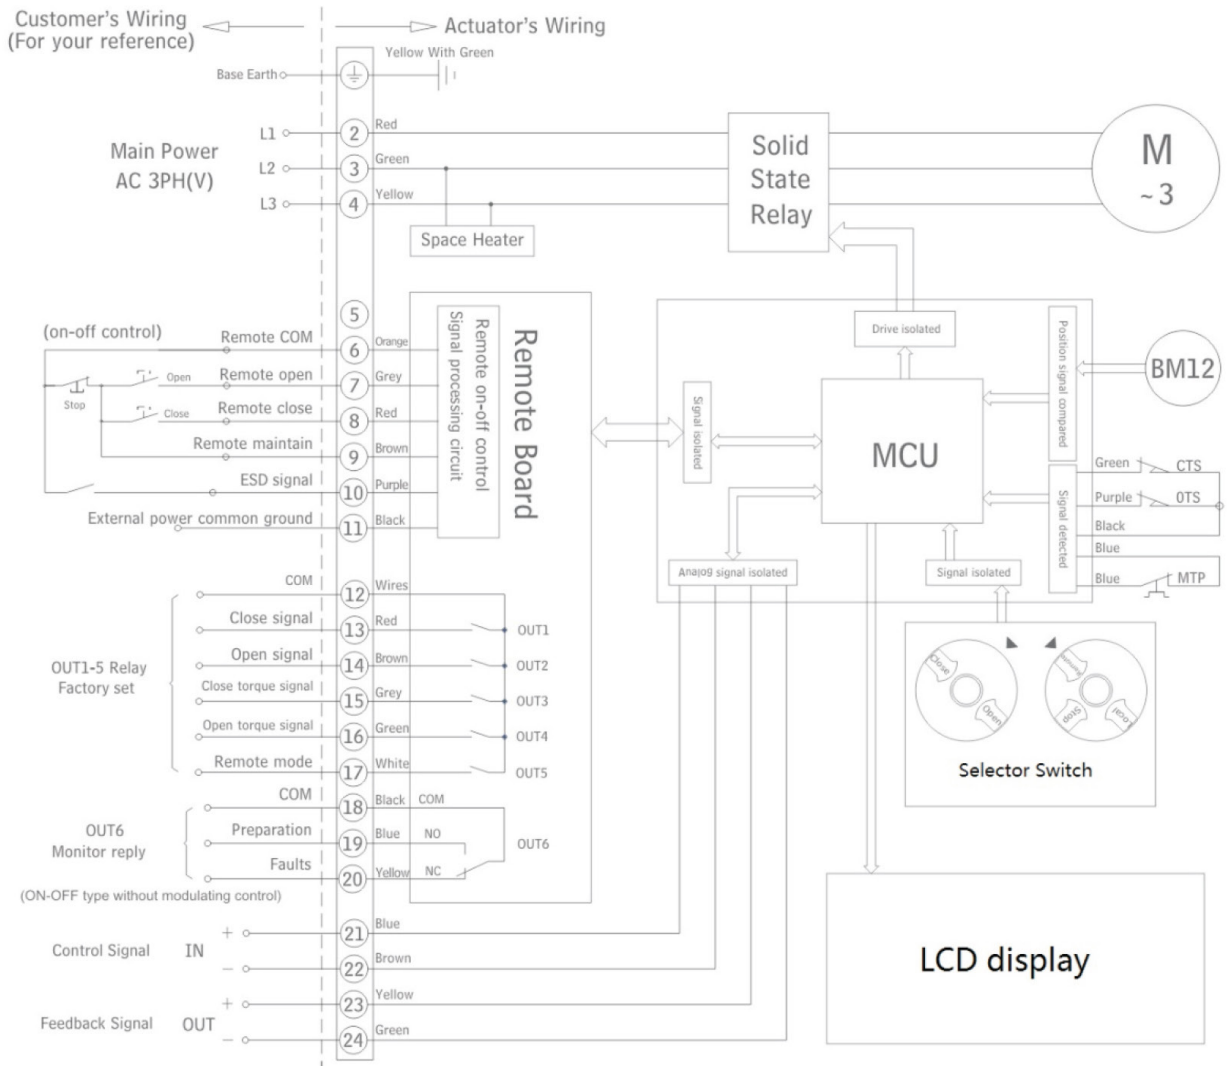 Customer's Wiring
(For your reference)
Actuator's Wiring
Yellow With Green
Base Earth
Main Power
AC 3PH(V)
L1
2
Red
L2
3
Green
L3
4
Yellow
Space Heater
Solid
State
Relay
M
~3
5
(on-off control)
Remote COM
6
Orange
Stop
Open
Remote open
7
Grey
Close
Remote close
8
Red
Remote maintain
9
Brown
ESD signal
10
Purple
External power common ground
11
Black
Remote on-off control
Signal processing circuit
Remote Board
Drive isolated
Signal isolated
MCU
Position signal compared
BM12
Signal detected
Green
CTS
Purple
OTS
Black
Blue
Blue
MTP
Analog signal isolated
Signal isolated
Close
Open
Remote
Stop
Local
Selector Switch
OUT1-5 Relay
Factory set
COM
12
Wires
Close signal
13
Red
OUT1
Open signal
14
Brown
OUT2
Close torque signal
15
Grey
OUT3
Open torque signal
16
Green
OUT4
Remote mode
17
White
OUT5
OUT6
Monitor reply
COM
18
Black
COM
Preparation
19
Blue
NO
OUT6
Faults
20
Yellow
NC
(ON-OFF type without modulating control)
Control Signal
IN
+
21
Blue
−
22
Brown
Feedback Signal
OUT
+
23
Yellow
−
24
Green
LCD display